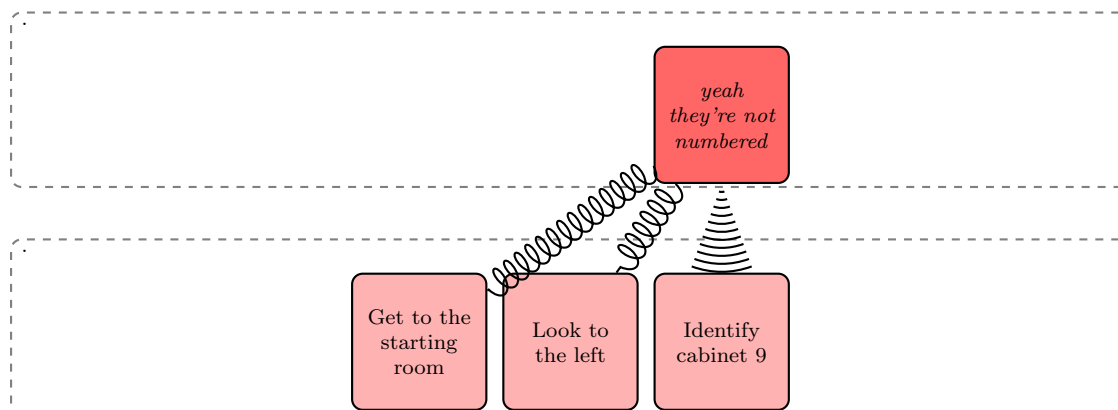 .
yeah
they're not
numbered
.
Get to the
starting
room
Look to
the left
Identify
cabinet 9